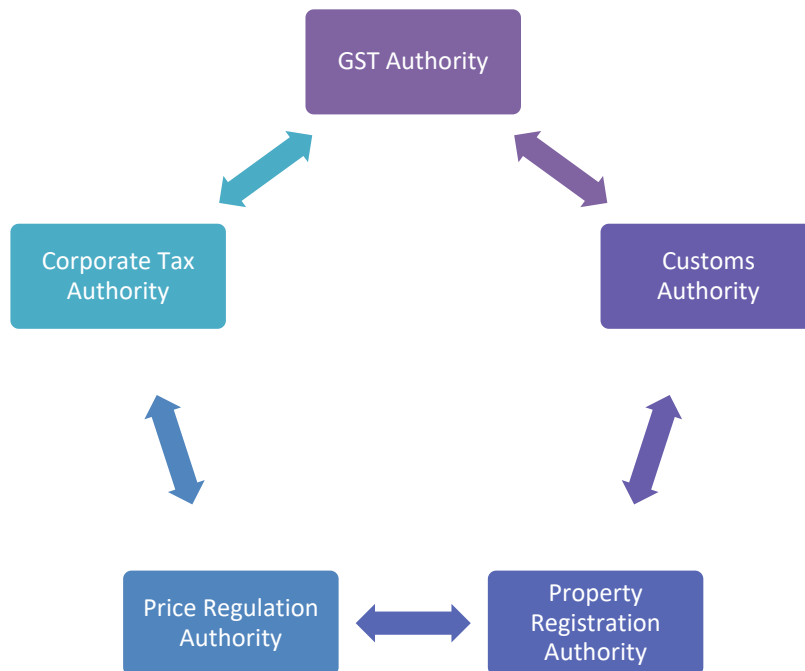 GST Authority
Corporate Tax
Authority
Customs
Authority
Price Regulation
Authority
Property
Registration
Authority